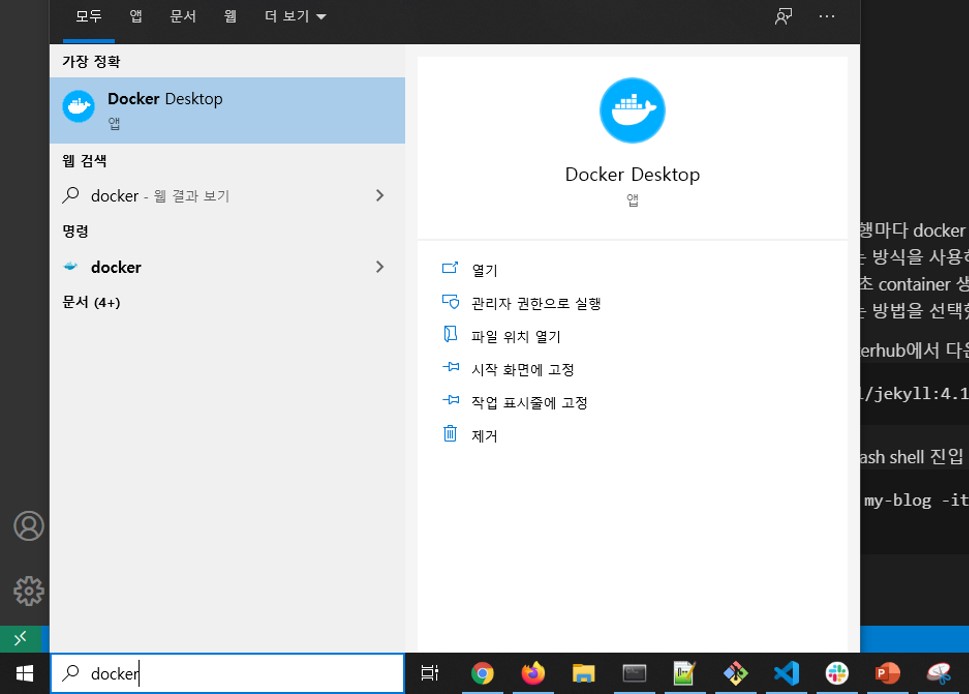 모두 앱 문서 웹 더 보기
가장 정확
Docker Desktop
앱
웹 검색
docker - 웹 결과 보기
명령
docker
문서 (4+)
Docker Desktop
앱
열기
관리자 권한으로 실행
파일 위치 열기
시작 화면에 고정
작업 표시줄에 고정
제거
행마다 docker
는 방식을 사용하
초 container 생
는 방법을 선택했
erhub에서 다운
l/jekyll:4.1
ash shell 진입
my-blog -it
docker